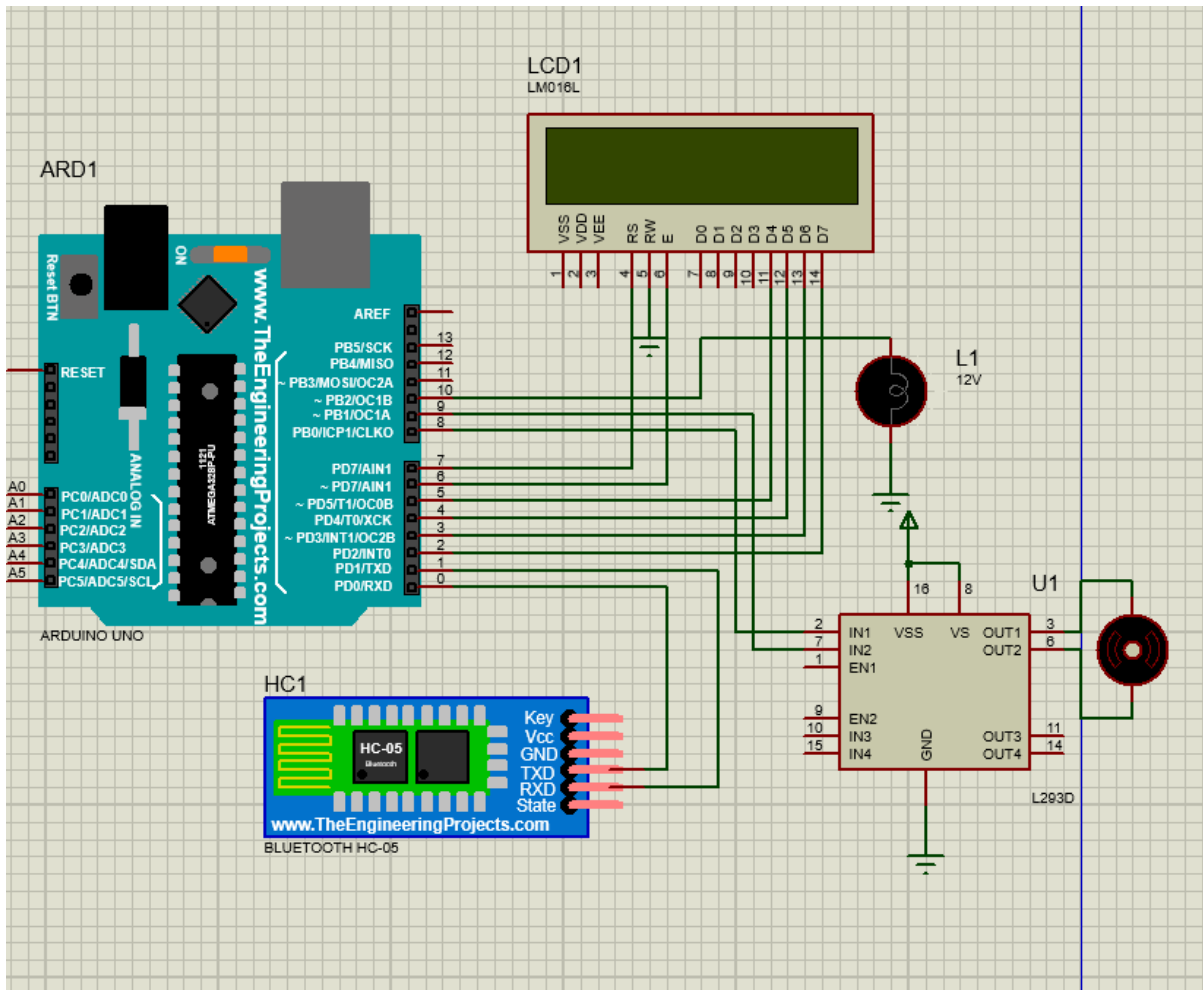 LCD1
LM016L
VSS
VDD
VEE
RS
RW
E
D0
D1
D2
D3
D4
D5
D6
D7
1
2
3
4
5
6
7
8
9
10
11
12
13
14
ARD1
Reset BTN
ON
www.TheEngineeringProjects.com
RESET
ANALOG IN
1121
ATMEGA328P-PU
AREF
PB5/SCK 13
PB4/MISO 12
~ PB3/MOSI/OC2A 11
~ PB2/OC1B 10
~ PB1/OC1A 9
PB0/ICP1/CLKO 8
PD7/AIN1 7
~ PD7/AIN1 6
~ PD5/T1/OC0B 5
PD4/T0/XCK 4
~ PD3/INT1/OC2B 3
PD2/INT0 2
PD1/TXD 1
PD0/RXD 0
A0 PC0/ADC0
A1 PC1/ADC1
A2 PC2/ADC2
A3 PC3/ADC3
A4 PC4/ADC4/SDA
A5 PC5/ADC5/SCL
ARDUINO UNO
L1
12V
U1
16
8
VSS VS
2 IN1
7 IN2
1 EN1
9 EN2
10 IN3
15 IN4
OUT1 3
OUT2 6
OUT3 11
OUT4 14
GND
L293D
HC1
HC-05
Bluetooth
Key
Vcc
GND
TXD
RXD
State
www.TheEngineeringProjects.com
BLUETOOTH HC-05